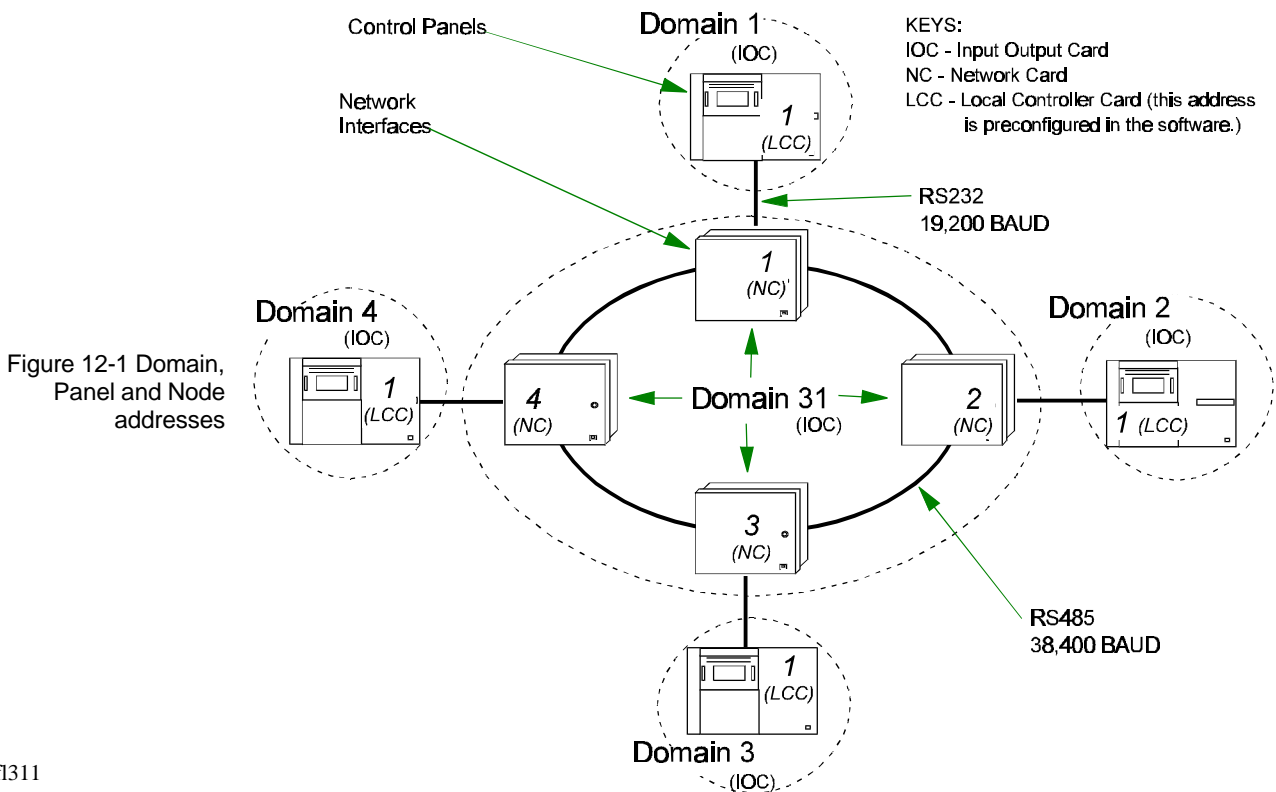 Control Panels
Domain 1
(IOC)
KEYS:
IOC - Input Output Card
NC - Network Card
LCC - Local Controller Card (this address
is preconfigured in the software.)
Network
Interfaces
1
(LCC)
RS232
19,200 BAUD
1
(NC)
Domain 4
(IOC)
1
(LCC)
Domain 2
(IOC)
1 (LCC)
Figure 12-1 Domain,
Panel and Node
addresses
4
(NC)
Domain 31
(IOC)
2
(NC)
3
(NC)
RS485
38,400 BAUD
1
(LCC)
Domain 3
(IOC)